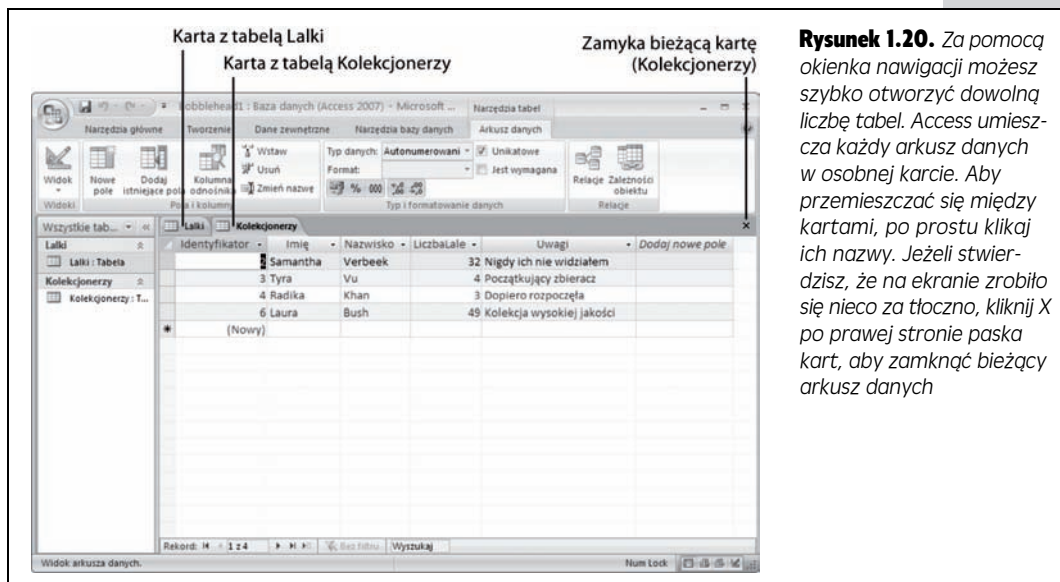 Karta z tabelą Lalki
Karta z tabelą Kolekcjonerzy
Zamyka bieżącą kartę
(Kolekcjonerzy)
obblehead1 : Baza danych (Access 2007) - Microsoft ...
Narzędzia tabel
Narzędzia główne Tworzenie Dane zewnętrzne Narzędzia bazy danych Arkusz danych
Widok
Nowe pole
Dodaj istniejące pola
Kolumna odnośnika
Wstaw
Usuń
Zmień nazwę
Typ danych: Autonumerowani
Format:
% 000
Unikatowe
Jest wymagana
Relacje
Zależności obiektu
Widoki
Pola i kolumny
Typ i formatowanie danych
Relacje
Wszystkie tab... «
Lalki
Lalki : Tabela
Kolekcjonerzy
Kolekcjonerzy : T...
Lalki Kolekcjonerzy x
Identyfikator Imię Nazwisko LiczbaLale Uwagi Dodaj nowe pole
2 Samantha Verbeek 32 Nigdy ich nie widziałem
3 Tyra Vu 4 Początkujący zbieracz
4 Radika Khan 3 Dopiero rozpoczęła
6 Laura Bush 49 Kolekcja wysokiej jakości
* (Nowy)
Rekord: 1 z 4 Bez filtru Wyszukaj
Widok arkusza danych.
Num Lock
Rysunek 1.20. Za pomocą
okienka nawigacji możesz
szybko otworzyć dowolną
liczbę tabel. Access umiesz-
cza każdy arkusz danych
w osobnej karcie. Aby
przemieszczać się między
kartami, po prostu klikaj
ich nazwy. Jeżeli stwier-
dzisz, że na ekranie zrobiło
się nieco za tłoczno, kliknij X
po prawej stronie paska
kart, aby zamknąć bieżący
arkusz danych